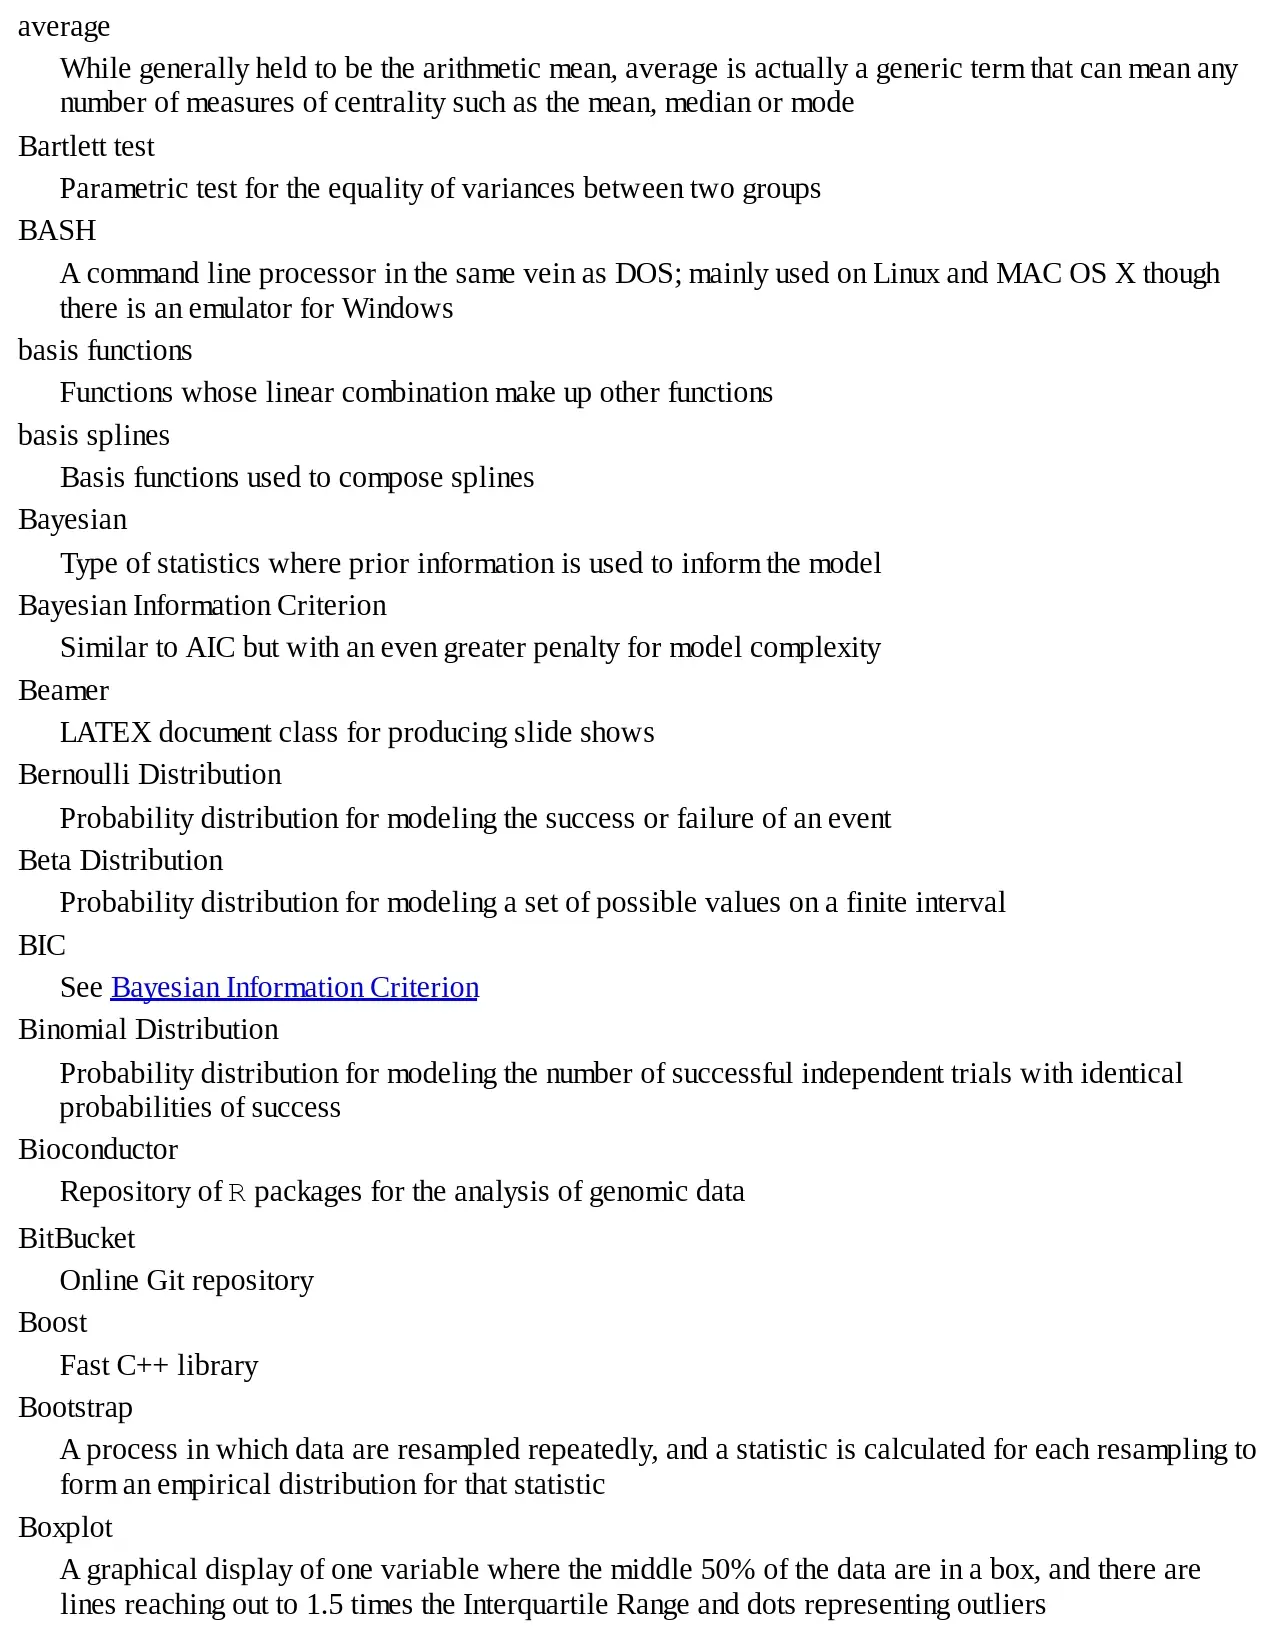 average
While generally held to be the arithmetic mean, average is actually a generic term that can mean any
number of measures of centrality such as the mean, median or mode
Bartlett test
Parametric test for the equality of variances between two groups
BASH
A command line processor in the same vein as DOS; mainly used on Linux and MAC OS X though
there is an emulator for Windows
basis functions
Functions whose linear combination make up other functions
basis splines
Basis functions used to compose splines
Bayesian
Type of statistics where prior information is used to inform the model
Bayesian Information Criterion
Similar to AIC but with an even greater penalty for model complexity
Beamer
LATEX document class for producing slide shows
Bernoulli Distribution
Probability distribution for modeling the success or failure of an event
Beta Distribution
Probability distribution for modeling a set of possible values on a finite interval
BIC
See Bayesian Information Criterion
Binomial Distribution
Probability distribution for modeling the number of successful independent trials with identical
probabilities of success
Bioconductor
Repository of R packages for the analysis of genomic data
BitBucket
Online Git repository
Boost
Fast C++ library
Bootstrap
A process in which data are resampled repeatedly, and a statistic is calculated for each resampling to
form an empirical distribution for that statistic
Boxplot
A graphical display of one variable where the middle 50% of the data are in a box, and there are
lines reaching out to 1.5 times the Interquartile Range and dots representing outliers